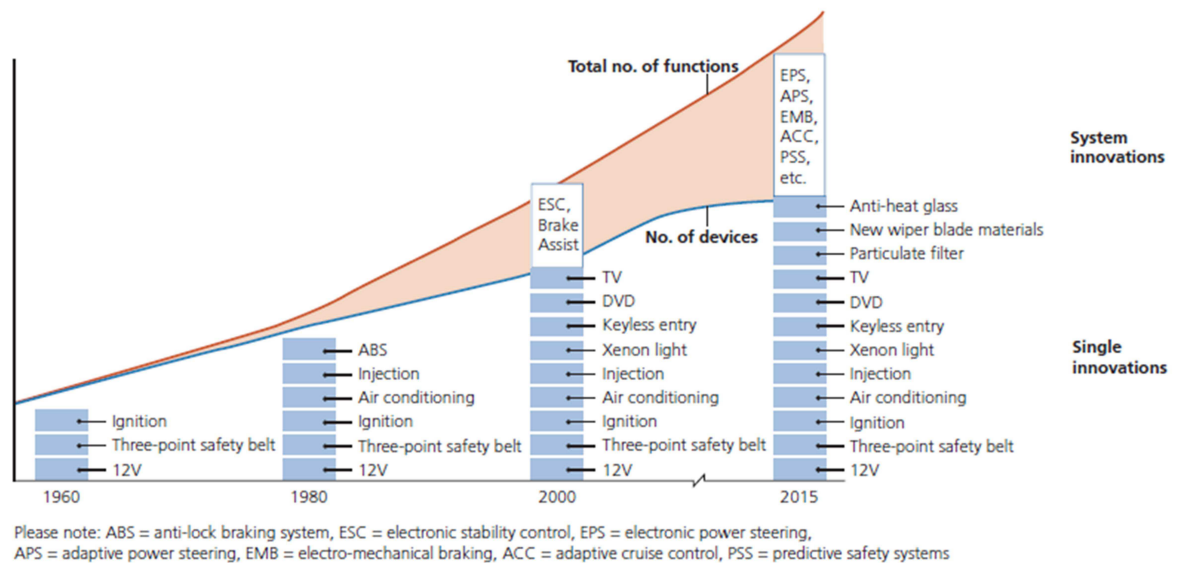 Total no. of functions
No. of devices
System
innovations
Single
innovations
Ignition
Three-point safety belt
12V
1960
ABS
Injection
Air conditioning
Ignition
Three-point safety belt
12V
1980
ESC,
Brake
Assist
TV
DVD
Keyless entry
Xenon light
Injection
Air conditioning
Ignition
Three-point safety belt
12V
2000
EPS,
APS,
EMB,
ACC,
PSS,
etc.
Anti-heat glass
New wiper blade materials
Particulate filter
TV
DVD
Keyless entry
Xenon light
Injection
Air conditioning
Ignition
Three-point safety belt
12V
2015
Please note: ABS = anti-lock braking system, ESC = electronic stability control, EPS = electronic power steering,
APS = adaptive power steering, EMB = electro-mechanical braking, ACC = adaptive cruise control, PSS = predictive safety systems